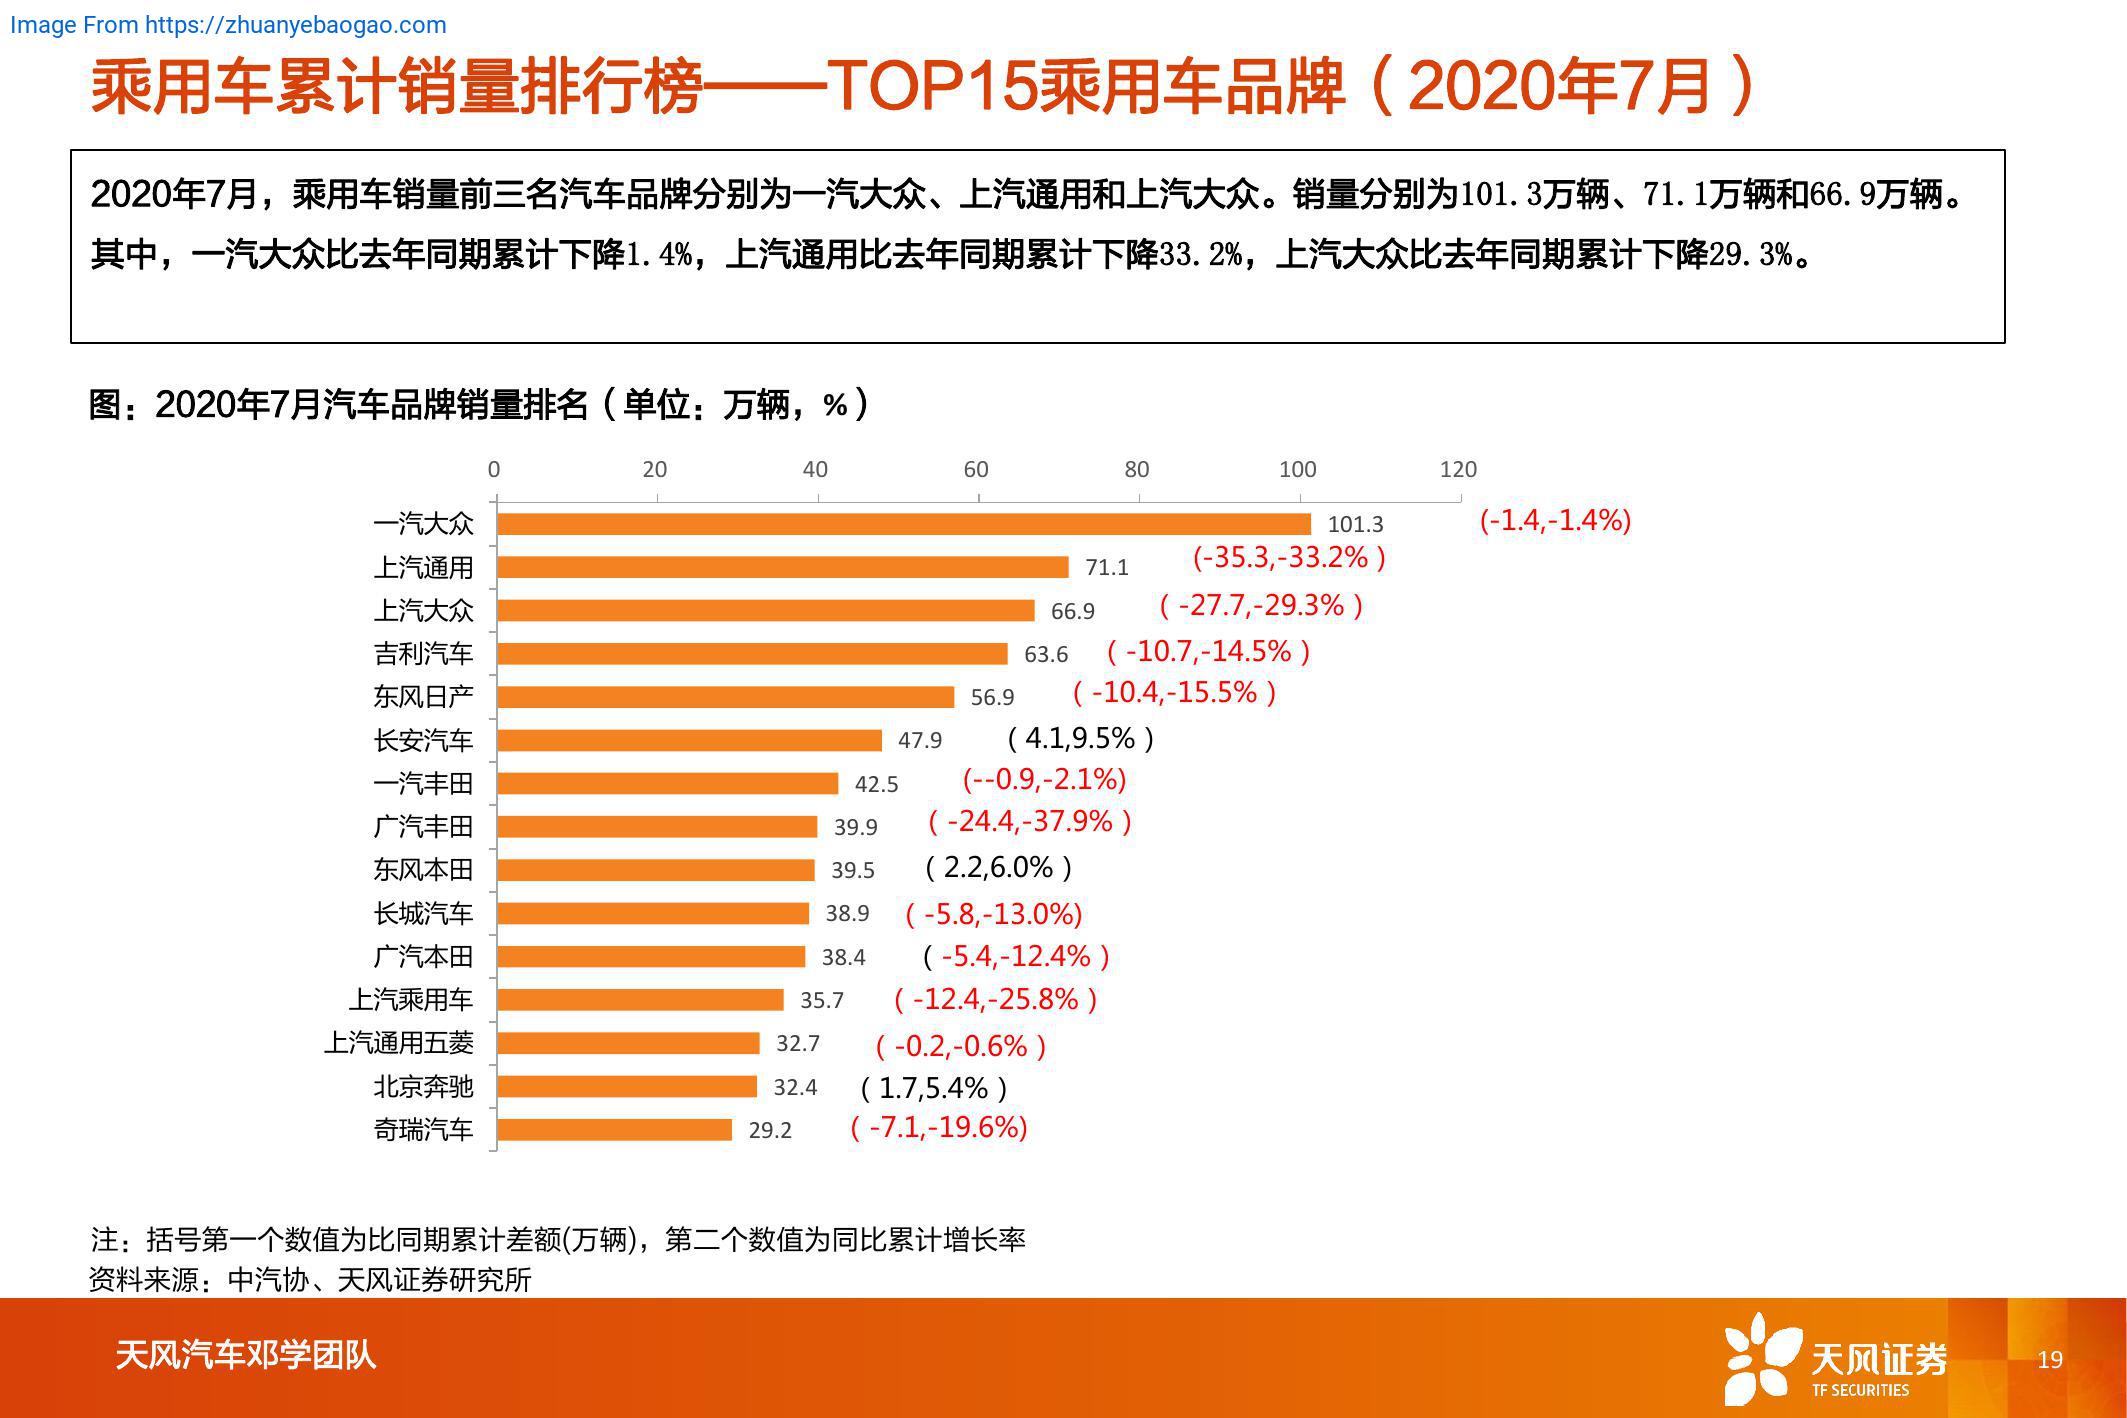 Image From https://zhuanyebaogao.com
乘用车累计销量排行榜——TOP15乘用车品牌（2020年7月）
2020年7月，乘用车销量前三名汽车品牌分别为一汽大众、上汽通用和上汽大众。销量分别为101.3万辆、71.1万辆和66.9万辆。
其中，一汽大众比去年同期累计下降1.4%，上汽通用比去年同期累计下降33.2%，上汽大众比去年同期累计下降29.3%。
图：2020年7月汽车品牌销量排名（单位：万辆，%）
0 20 40 60 80 100 120
一汽大众 101.3 (-1.4,-1.4%)
上汽通用 71.1 (-35.3,-33.2%）
上汽大众 66.9 （-27.7,-29.3%）
吉利汽车 63.6 （-10.7,-14.5%）
东风日产 56.9 （-10.4,-15.5%）
长安汽车 47.9 （4.1,9.5%）
一汽丰田 42.5 (--0.9,-2.1%)
广汽丰田 39.9 （-24.4,-37.9%）
东风本田 39.5 （2.2,6.0%）
长城汽车 38.9 （-5.8,-13.0%)
广汽本田 38.4 （-5.4,-12.4%）
上汽乘用车 35.7 （-12.4,-25.8%）
上汽通用五菱 32.7 （-0.2,-0.6%）
北京奔驰 32.4 （1.7,5.4%）
奇瑞汽车 29.2 （-7.1,-19.6%)
注：括号第一个数值为比同期累计差额(万辆)，第二个数值为同比累计增长率
资料来源：中汽协、天风证券研究所
天风汽车邓学团队
天风证券
TF SECURITIES
19